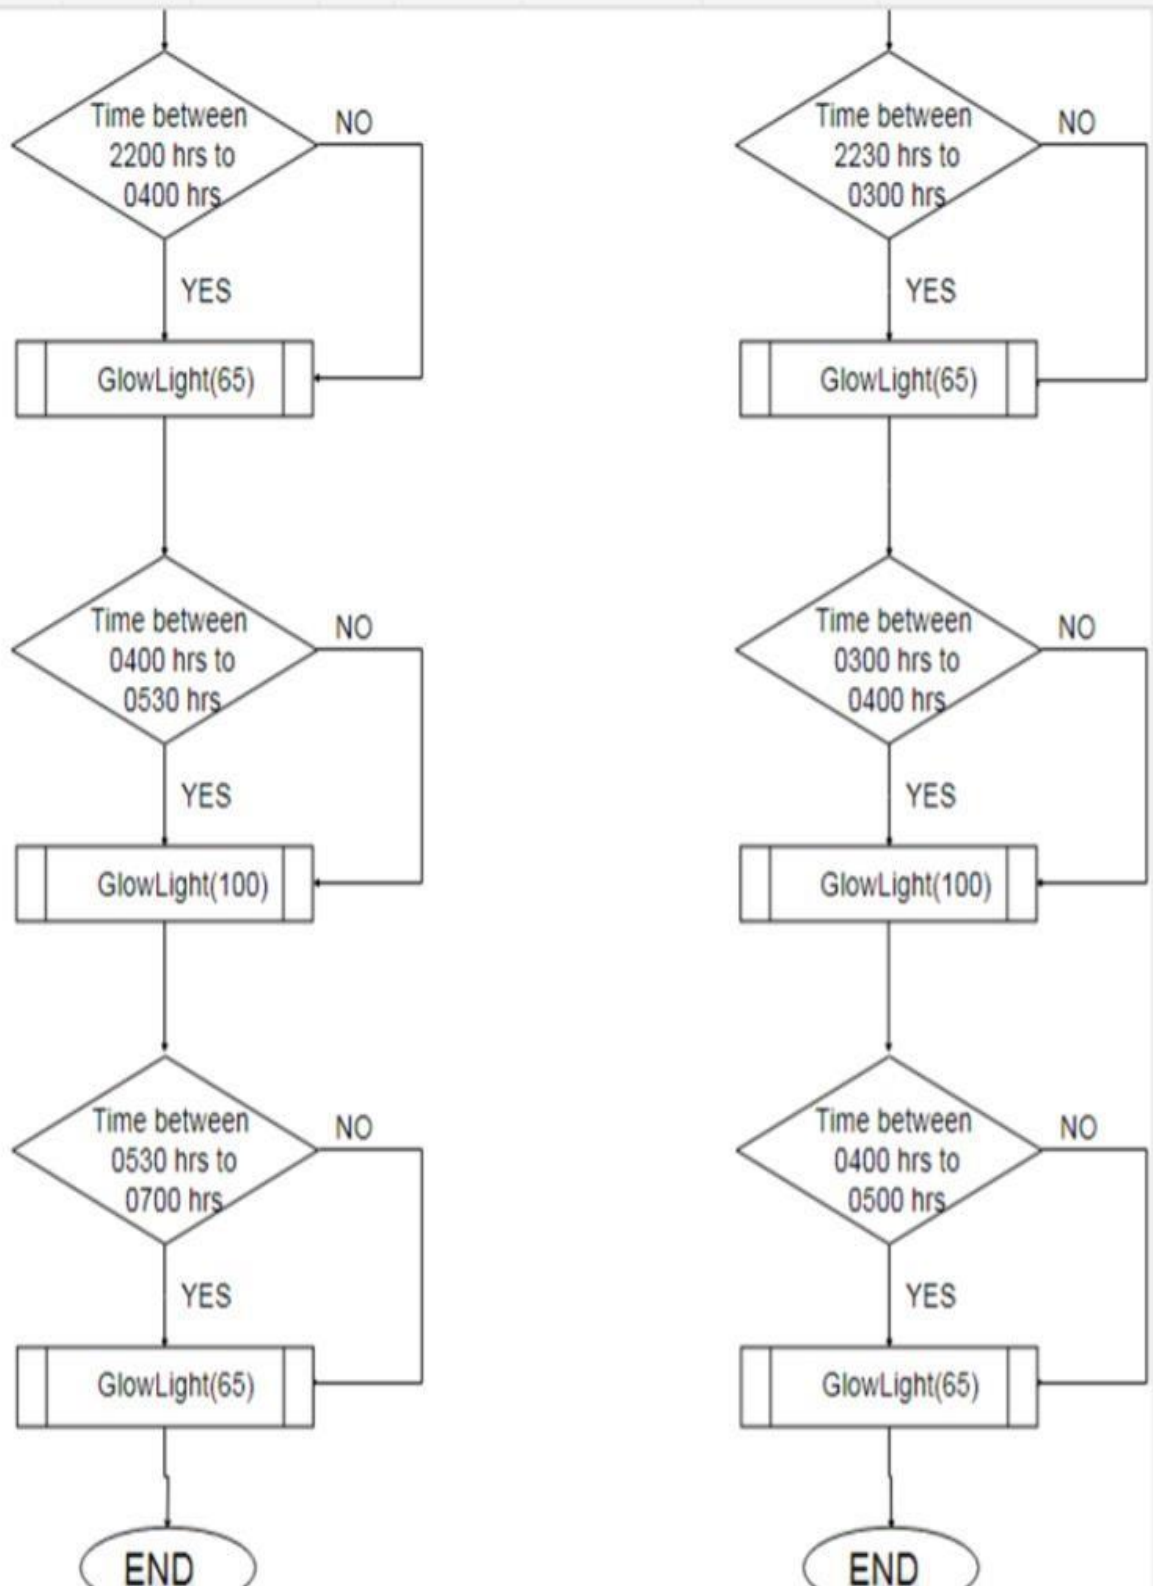 Time between
2200 hrs to
0400 hrs
NO
YES
GlowLight(65)
Time between
0400 hrs to
0530 hrs
NO
YES
GlowLight(100)
Time between
0530 hrs to
0700 hrs
NO
YES
GlowLight(65)
END
Time between
2230 hrs to
0300 hrs
NO
YES
GlowLight(65)
Time between
0300 hrs to
0400 hrs
NO
YES
GlowLight(100)
Time between
0400 hrs to
0500 hrs
NO
YES
GlowLight(65)
END